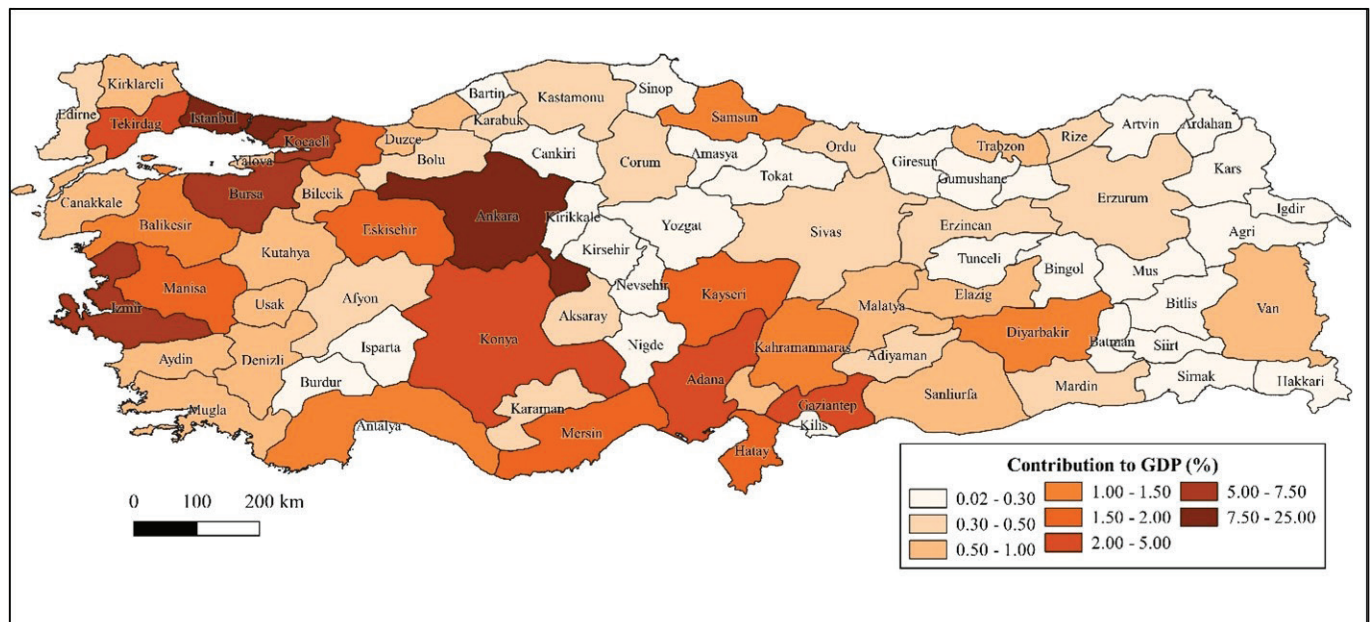 Kirklareli
Edirne
Tekirdag
Istanbul
Kocaeli
Yalova
Duzce
Bolu
Bartin
Karabuk
Kastamonu
Sinop
Cankiri
Corum
Samsun
Amasya
Tokat
Ordu
Giresun
Gumushane
Trabzon
Rize
Artvin
Ardahan
Kars
Igdir
Agri
Erzurum
Erzincan
Canakkale
Balikesir
Bursa
Bilecik
Eskisehir
Ankara
Kirikkale
Kirsehir
Yozgat
Sivas
Tunceli
Bingol
Mus
Bitlis
Van
Kutahya
Manisa
Izmir
Usak
Afyon
Konya
Aksaray
Nevsehir
Nigde
Kayseri
Malatya
Elazig
Diyarbakir
Batman
Siirt
Sirnak
Hakkari
Aydin
Denizli
Isparta
Burdur
Mugla
Antalya
Karaman
Mersin
Adana
Kahramanmaras
Adiyaman
Gaziantep
Kilis
Hatay
Sanliurfa
Mardin
0 100 200 km
Contribution to GDP (%)
0.02 - 0.30 1.00 - 1.50 5.00 - 7.50
0.30 - 0.50 1.50 - 2.00 7.50 - 25.00
0.50 - 1.00 2.00 - 5.00